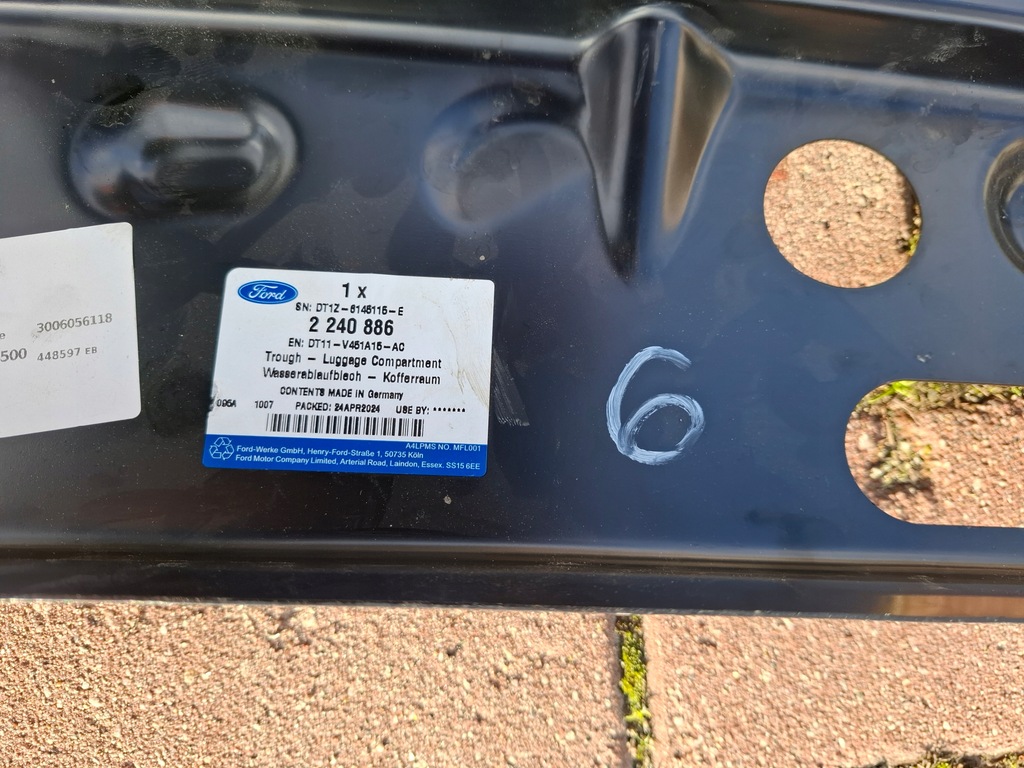 e 3006056118
500 448597 EB
Ford
1 x
SN: DT1Z-6145115-E
2 240 886
EN: DT11-V451A15-AC
Trough - Luggage Compartment
Wasserablaufblech - Kofferraum
CONTENTS MADE IN Germany
095A 1007 PACKED: 24APR2024 USE BY: *******
A4LPMS NO. MFL001
Ford-Werke GmbH, Henry-Ford-Straße 1, 50735 Köln
Ford Motor Company Limited, Arterial Road, Laindon, Essex. SS15 6EE
6